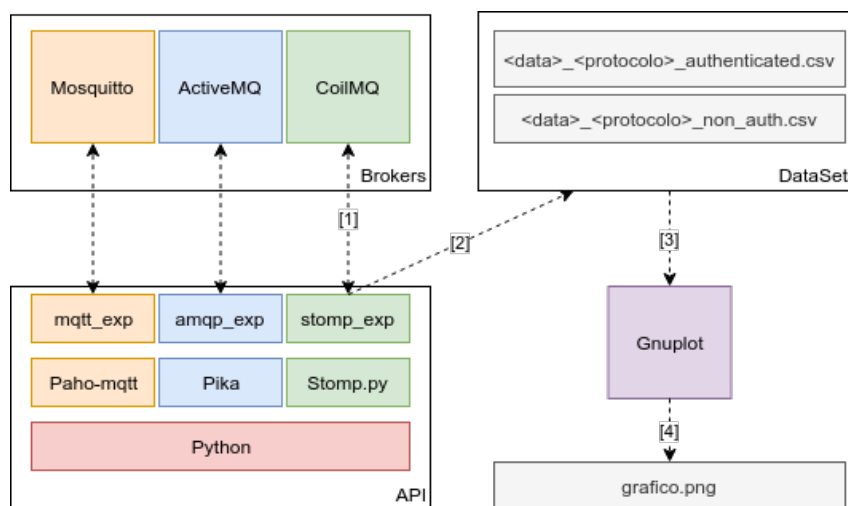 Mosquitto
ActiveMQ
CoilMQ
Brokers
<data>_<protocolo>_authenticated.csv
<data>_<protocolo>_non_auth.csv
DataSet
[1]
[2]
[3]
mqtt_exp
amqp_exp
stomp_exp
Paho-mqtt
Pika
Stomp.py
Python
API
Gnuplot
[4]
grafico.png